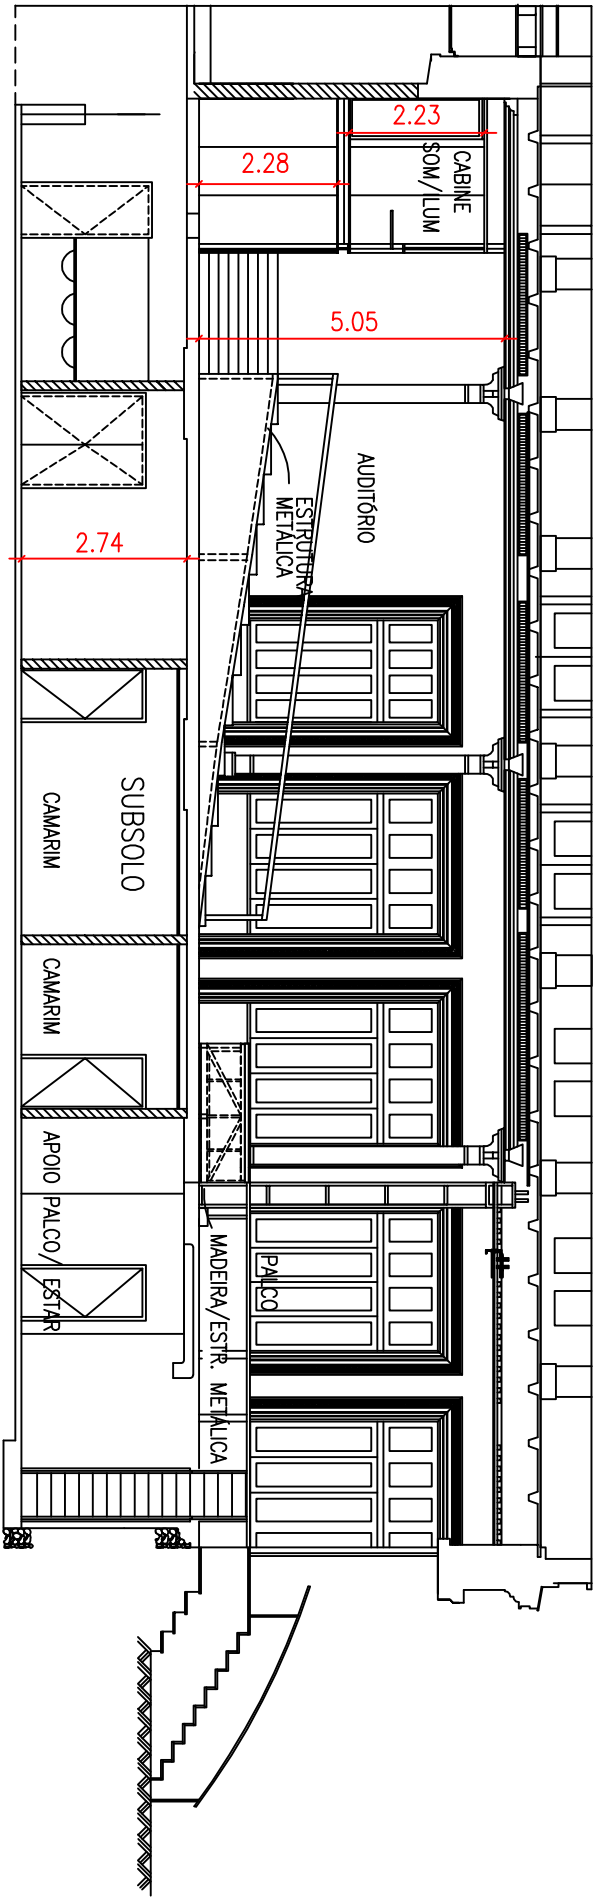 2.23
CABINE
SOM/ILUM
2.28
5.05
AUDITÓRIO
ESTRUTURA
METÁLICA
2.74
SUBSOLO
CAMARIM
CAMARIM
APOIO PALCO/ ESTAR
PALCO
MADEIRA/ESTR. METÁLICA